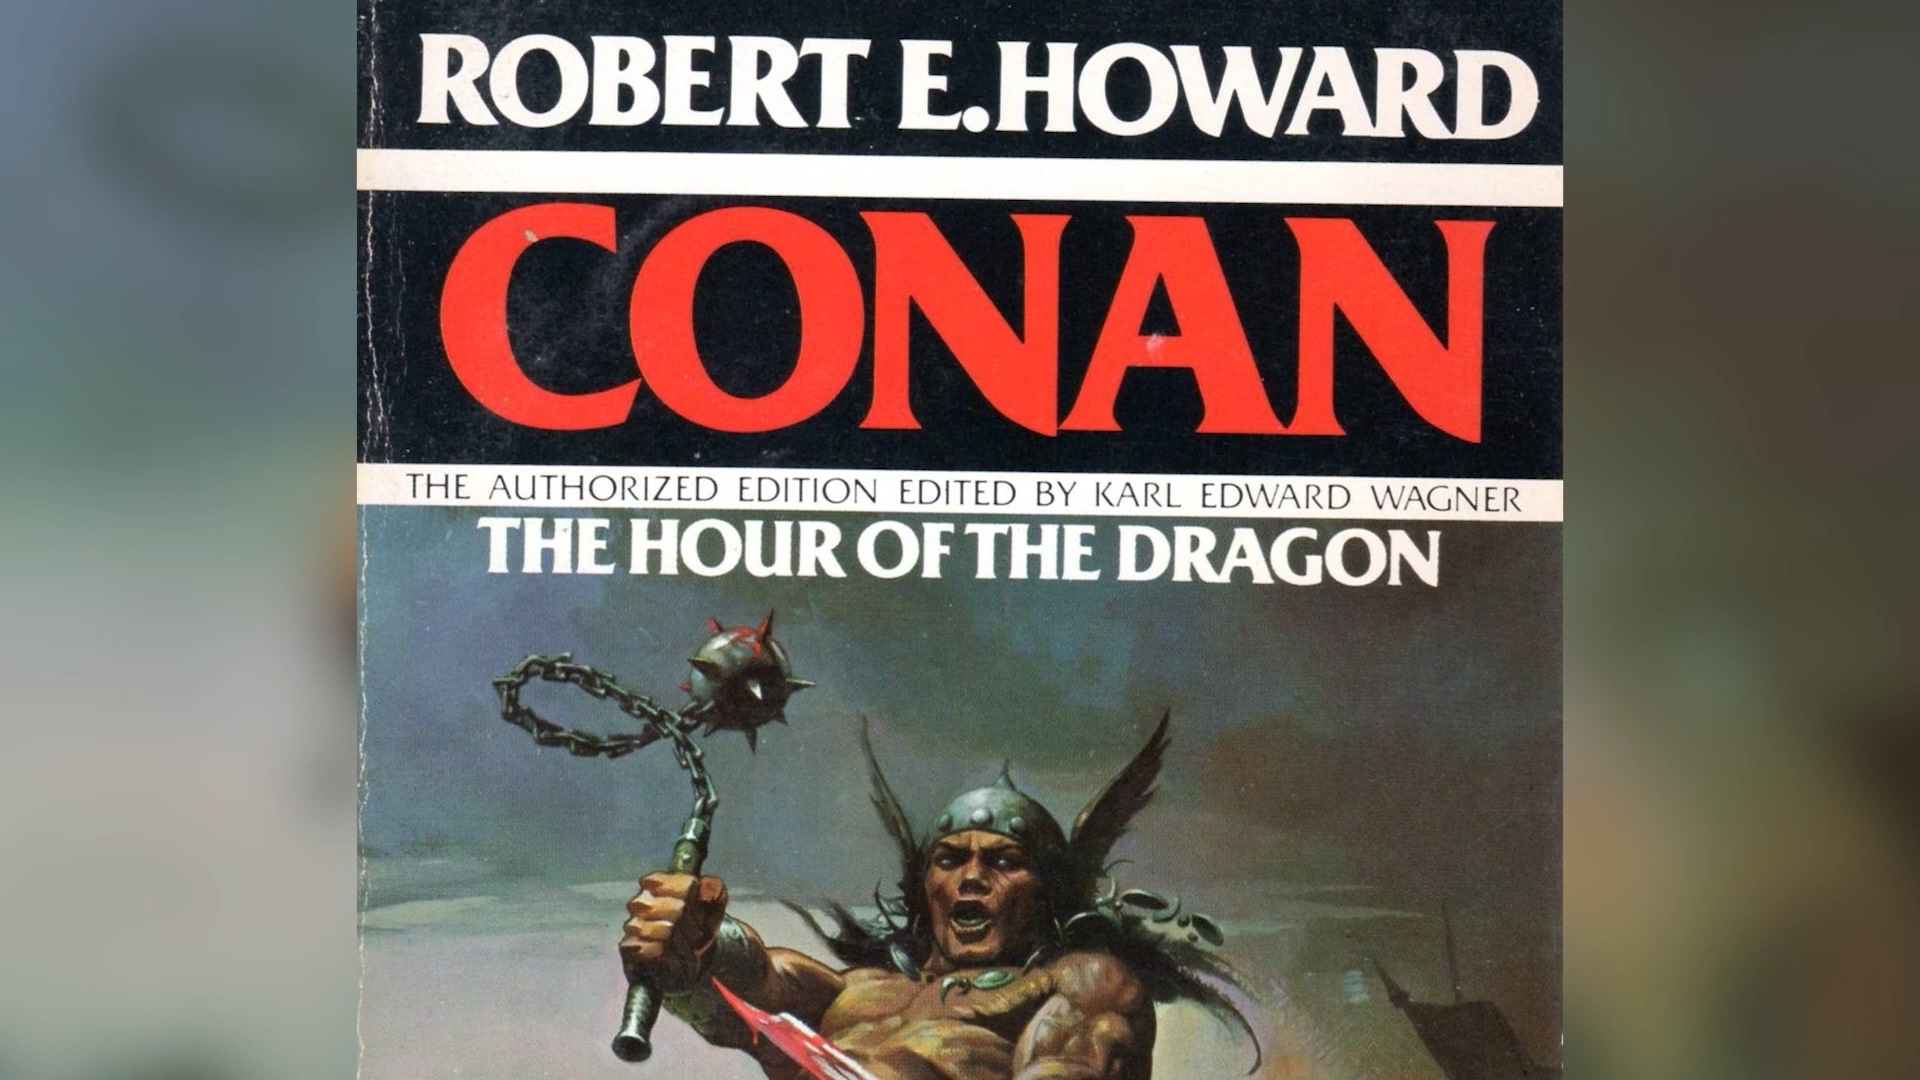 ROBERT E. HOWARD
CONAN
THE AUTHORIZED EDITION EDITED BY KARL EDWARD WAGNER
THE HOUR OF THE DRAGON